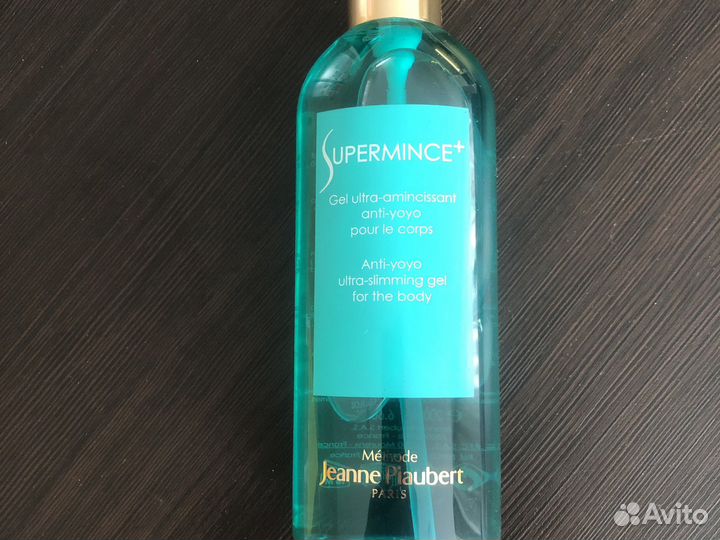 SUPERMINCE+
Gel ultra-amincissant
anti-yoyo
pour le corps
Anti-yoyo
ultra-slimming gel
for the body
Méthode
Jeanne Piaubert
PARIS
Avito